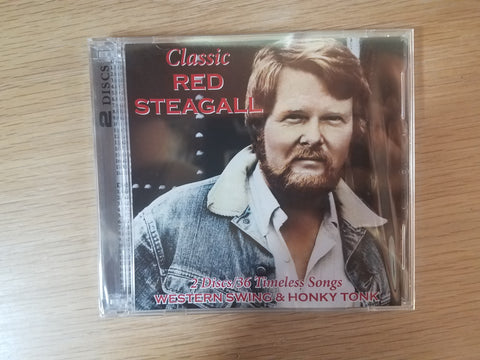 Classic
RED
STEAGALL
2 DISCS
2 Discs/36 Timeless Songs
WESTERN SWING & HONKY TONK